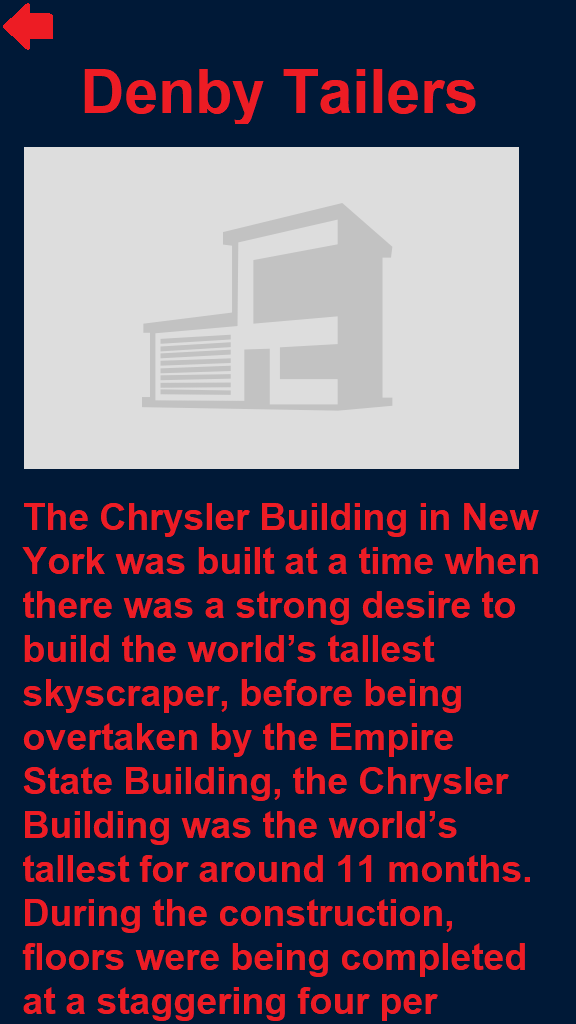 Denby Tailers
The Chrysler Building in New
York was built at a time when
there was a strong desire to
build the world’s tallest
skyscraper, before being
overtaken by the Empire
State Building, the Chrysler
Building was the world’s
tallest for around 11 months.
During the construction,
floors were being completed
at a staggering four per